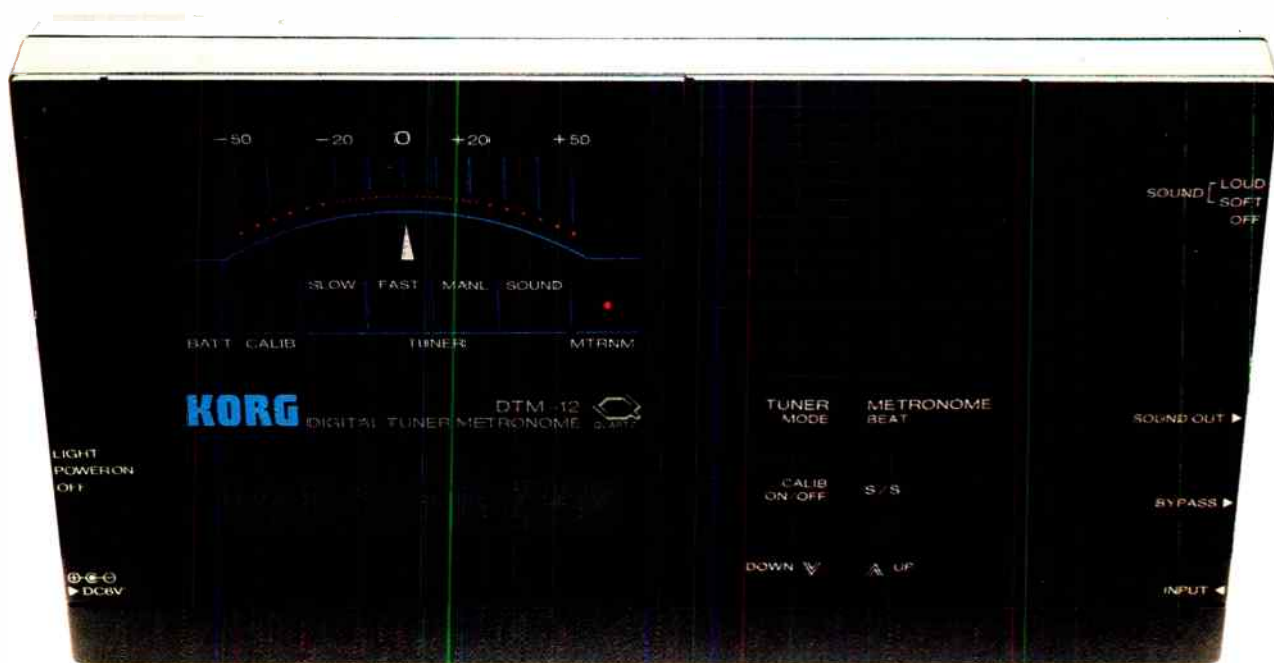 -50 -20 0 +20 +50
SLOW FAST MANL SOUND
BATT CALIB TUNER MTRNM
KORG DTM-12
DIGITAL TUNER METRONOME QUARTZ
LIGHT
POWER ON
OFF
DC6V
TUNER METRONOME
MODE BEAT
CALIB
ON/OFF S/S
DOWN UP
SOUND LOUD
SOFT
OFF
SOUND OUT
BYPASS
INPUT